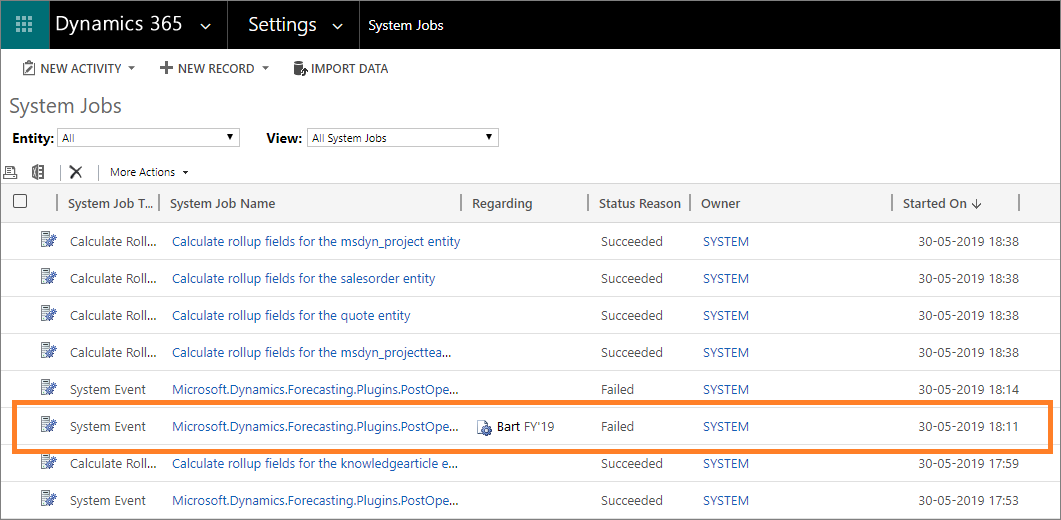 Dynamics 365 Settings System Jobs
NEW ACTIVITY NEW RECORD IMPORT DATA
System Jobs
Entity: All View: All System Jobs
More Actions
System Job T... System Job Name Regarding Status Reason Owner Started On
Calculate Roll... Calculate rollup fields for the msdyn_project entity Succeeded SYSTEM 30-05-2019 18:38
Calculate Roll... Calculate rollup fields for the salesorder entity Succeeded SYSTEM 30-05-2019 18:38
Calculate Roll... Calculate rollup fields for the quote entity Succeeded SYSTEM 30-05-2019 18:38
Calculate Roll... Calculate rollup fields for the msdyn_projecttea... Succeeded SYSTEM 30-05-2019 18:38
System Event Microsoft.Dynamics.Forecasting.Plugins.PostOpe... Failed SYSTEM 30-05-2019 18:14
System Event Microsoft.Dynamics.Forecasting.Plugins.PostOpe... Bart FY'19 Failed SYSTEM 30-05-2019 18:11
Calculate Roll... Calculate rollup fields for the knowledgearticle e... Succeeded SYSTEM 30-05-2019 17:59
System Event Microsoft.Dynamics.Forecasting.Plugins.PostOpe... Succeeded SYSTEM 30-05-2019 17:53